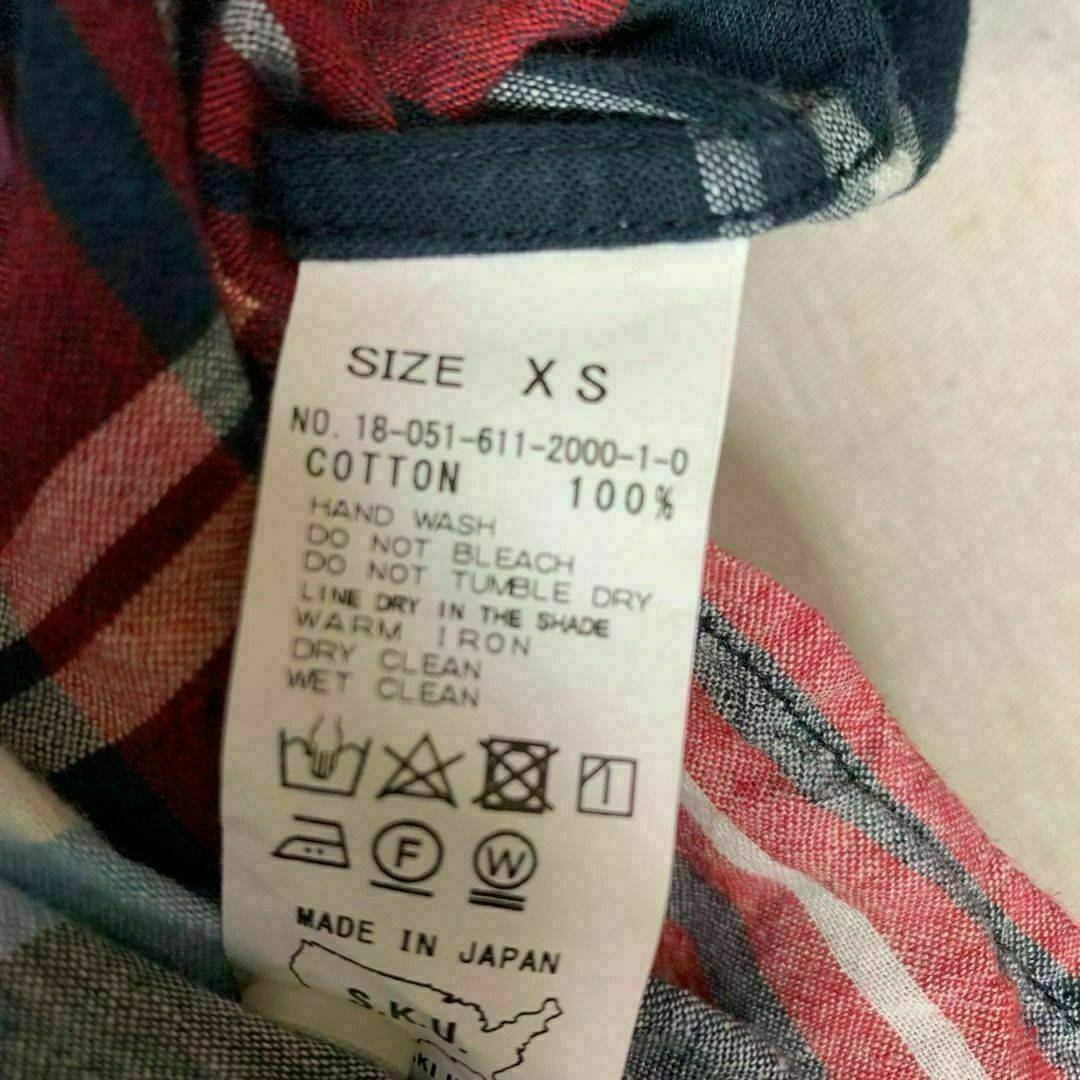 SIZE XS
NO. 18-051-611-2000-1-0
COTTON 100%
HAND WASH
DO NOT BLEACH
DO NOT TUMBLE DRY
LINE DRY IN THE SHADE
WARM IRON
DRY CLEAN
WET CLEAN
F W
MADE IN JAPAN
S.K.U.